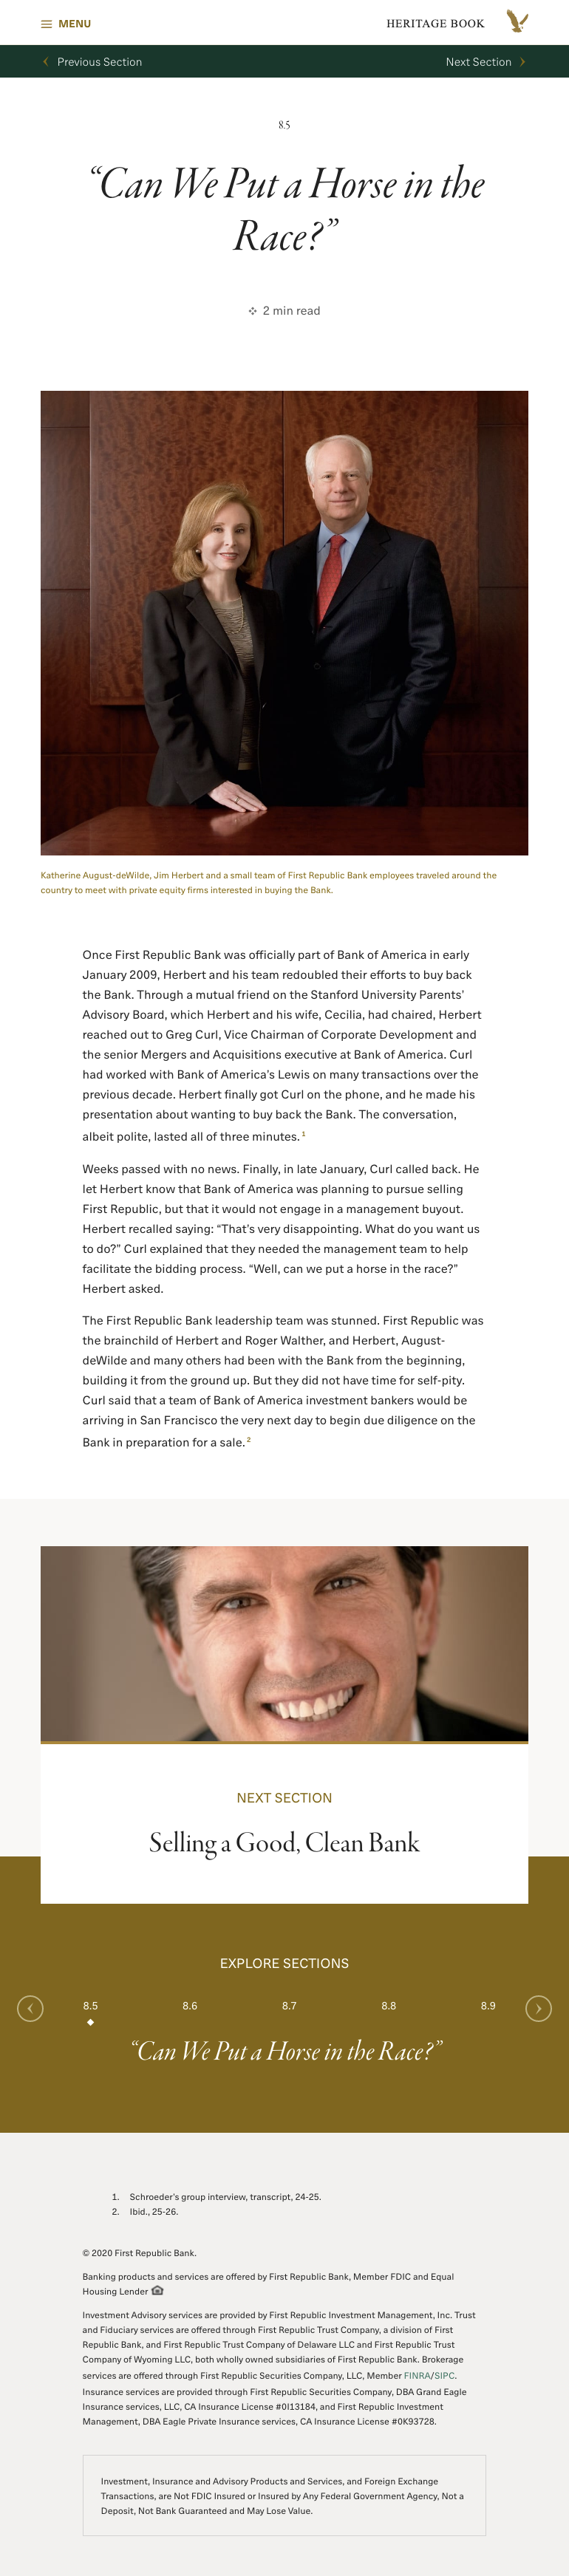 MENU
HERITAGE BOOK
Previous Section
Next Section
8.5
“Can We Put a Horse in the
Race?”
2 min read
Katherine August-deWilde, Jim Herbert and a small team of First Republic Bank employees traveled around the
country to meet with private equity firms interested in buying the Bank.
Once First Republic Bank was officially part of Bank of America in early
January 2009, Herbert and his team redoubled their efforts to buy back
the Bank. Through a mutual friend on the Stanford University Parents’
Advisory Board, which Herbert and his wife, Cecilia, had chaired, Herbert
reached out to Greg Curl, Vice Chairman of Corporate Development and
the senior Mergers and Acquisitions executive at Bank of America. Curl
had worked with Bank of America’s Lewis on many transactions over the
previous decade. Herbert finally got Curl on the phone, and he made his
presentation about wanting to buy back the Bank. The conversation,
albeit polite, lasted all of three minutes. 1
Weeks passed with no news. Finally, in late January, Curl called back. He
let Herbert know that Bank of America was planning to pursue selling
First Republic, but that it would not engage in a management buyout.
Herbert recalled saying: “That’s very disappointing. What do you want us
to do?” Curl explained that they needed the management team to help
facilitate the bidding process. “Well, can we put a horse in the race?”
Herbert asked.
The First Republic Bank leadership team was stunned. First Republic was
the brainchild of Herbert and Roger Walther, and Herbert, August-
deWilde and many others had been with the Bank from the beginning,
building it from the ground up. But they did not have time for self-pity.
Curl said that a team of Bank of America investment bankers would be
arriving in San Francisco the very next day to begin due diligence on the
Bank in preparation for a sale. 2
NEXT SECTION
Selling a Good, Clean Bank
EXPLORE SECTIONS
8.5 8.6 8.7 8.8 8.9
“Can We Put a Horse in the Race?”
1. Schroeder’s group interview, transcript, 24-25.
2. Ibid., 25-26.
© 2020 First Republic Bank.
Banking products and services are offered by First Republic Bank, Member FDIC and Equal
Housing Lender
Investment Advisory services are provided by First Republic Investment Management, Inc. Trust
and Fiduciary services are offered through First Republic Trust Company, a division of First
Republic Bank, and First Republic Trust Company of Delaware LLC and First Republic Trust
Company of Wyoming LLC, both wholly owned subsidiaries of First Republic Bank. Brokerage
services are offered through First Republic Securities Company, LLC, Member FINRA/SIPC.
Insurance services are provided through First Republic Securities Company, DBA Grand Eagle
Insurance services, LLC, CA Insurance License #0I13184, and First Republic Investment
Management, DBA Eagle Private Insurance services, CA Insurance License #0K93728.
Investment, Insurance and Advisory Products and Services, and Foreign Exchange
Transactions, are Not FDIC Insured or Insured by Any Federal Government Agency, Not a
Deposit, Not Bank Guaranteed and May Lose Value.